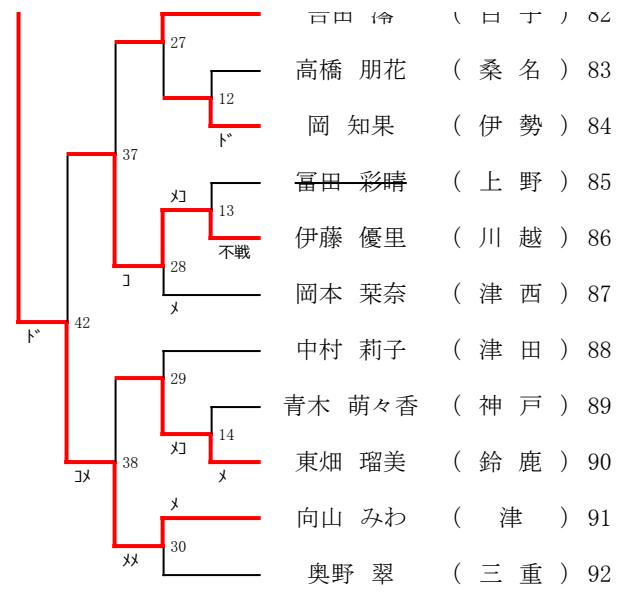 27
高橋 朋花 ( 桑 名 ) 83
12
岡 知果 ( 伊 勢 ) 84
ド
37
冨田 彩晴 ( 上 野 ) 85
メコ
13
伊藤 優里 ( 川 越 ) 86
不戦
28
コ
岡本 栞奈 ( 津 西 ) 87
メ
42
ド
中村 莉子 ( 津 田 ) 88
29
青木 萌々香 ( 神 戸 ) 89
14
メコ
東畑 瑠美 ( 鈴 鹿 ) 90
38
コメ
メ
メ
向山 みわ ( 津 ) 91
30
メメ
奥野 翠 ( 三 重 ) 92